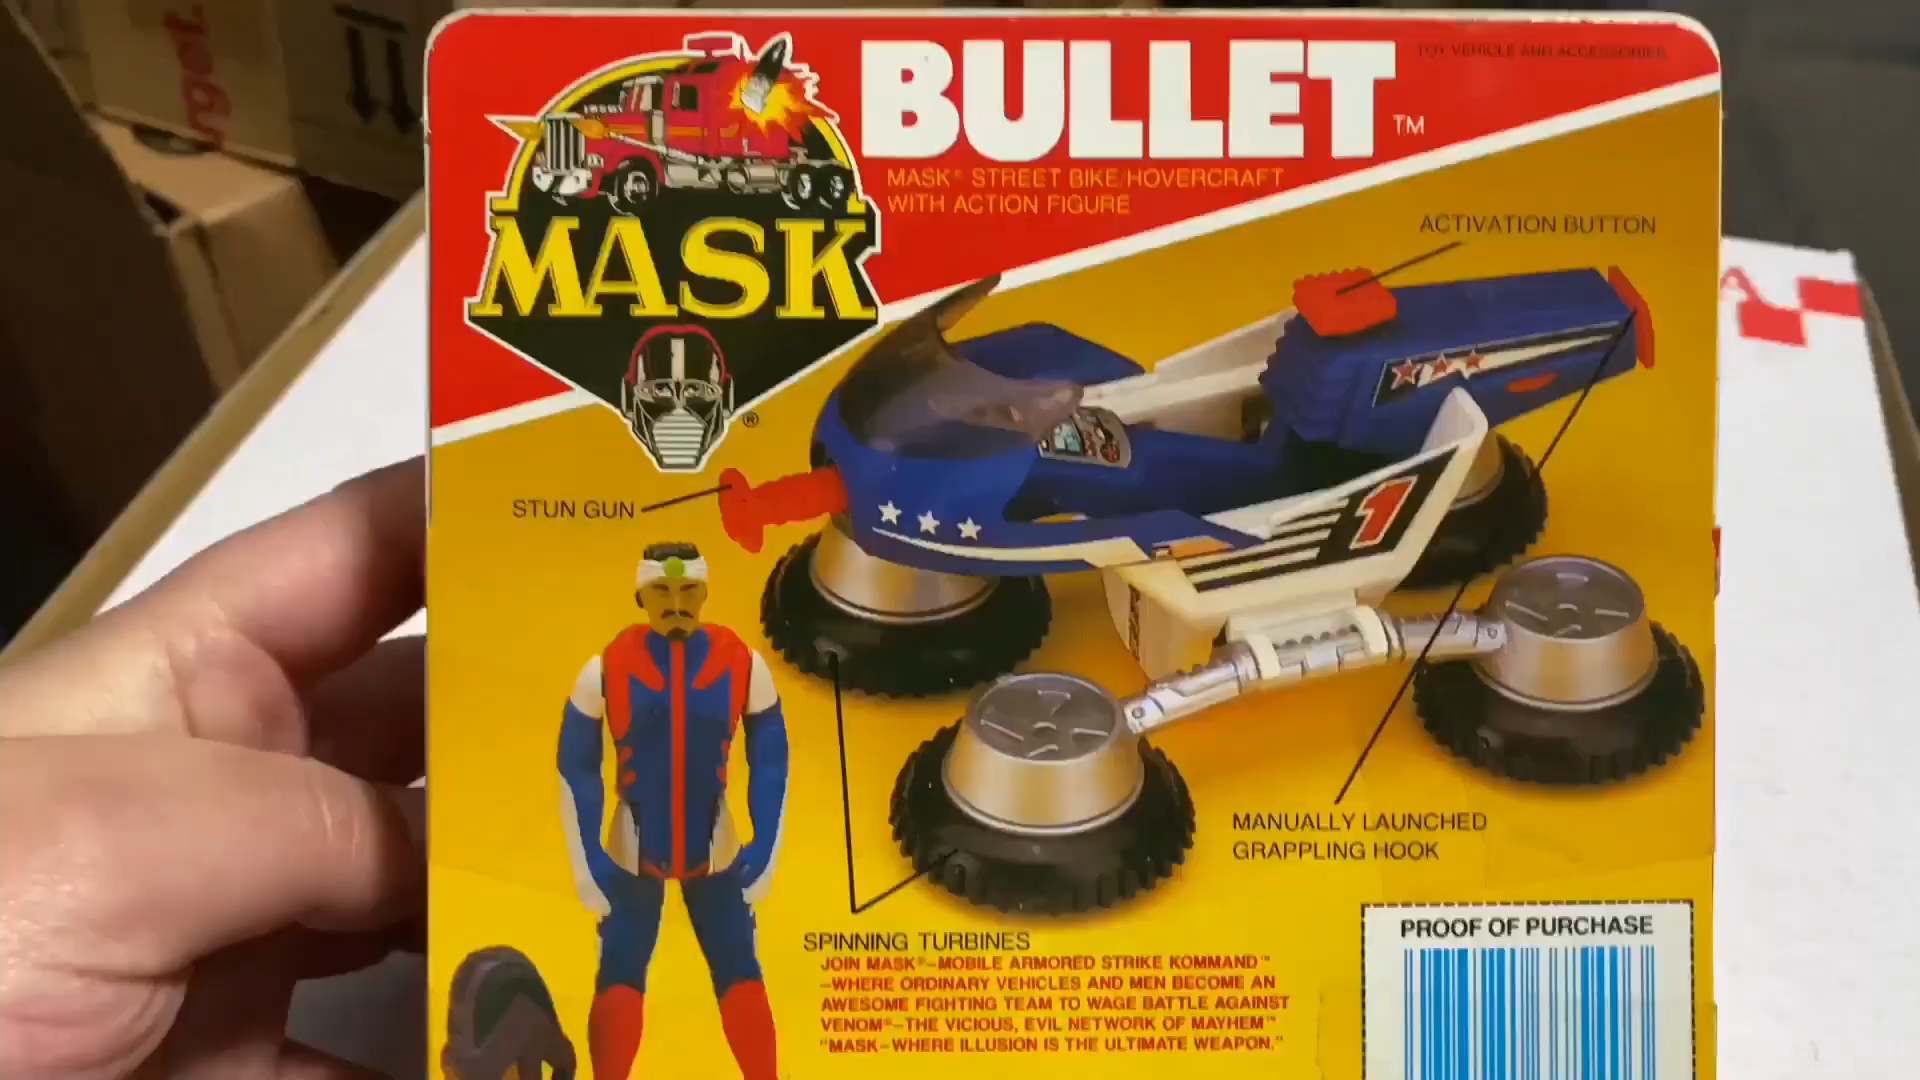 rget.
BULLET™
TOY VEHICLE AND ACCESSORIES
MASK® STREET BIKE/HOVERCRAFT
WITH ACTION FIGURE
MASK
®
ACTIVATION BUTTON
1
STUN GUN
MANUALLY LAUNCHED
GRAPPLING HOOK
PROOF OF PURCHASE
SPINNING TURBINES
JOIN MASK®–MOBILE ARMORED STRIKE KOMMAND™
–WHERE ORDINARY VEHICLES AND MEN BECOME AN
AWESOME FIGHTING TEAM TO WAGE BATTLE AGAINST
VENOM®–THE VICIOUS, EVIL NETWORK OF MAYHEM™
"MASK–WHERE ILLUSION IS THE ULTIMATE WEAPON."